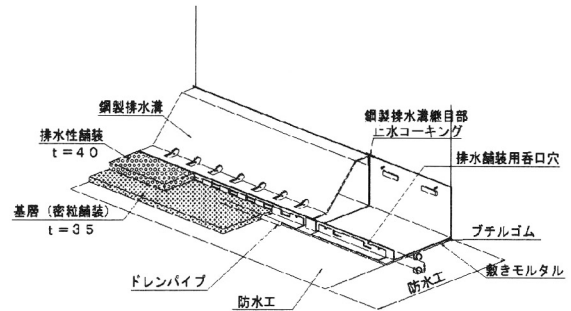 鋼製排水溝
排水性舗装
t=40
基層（密粒舗装）
t=35
ドレンパイプ
防水工
鋼製排水溝継目部
止水コーキング
排水舗装用呑口穴
ブチルゴム
敷きモルタル
防水工